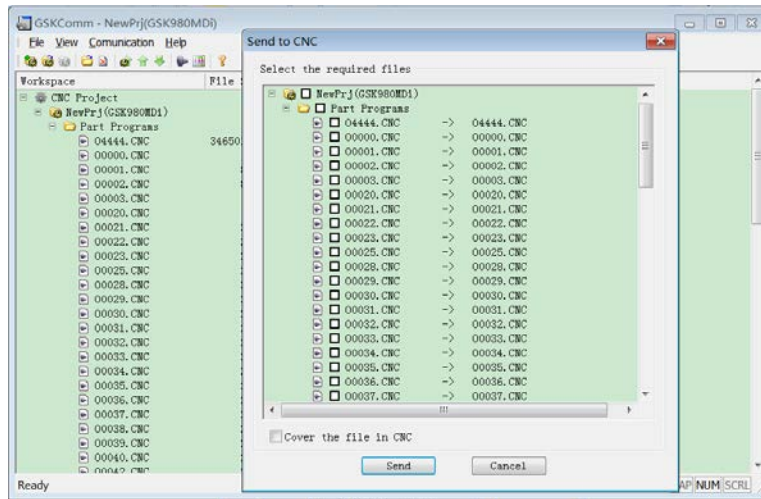 GSKComm - NewPrj(GSK980MDi)
File View Comunication Help
Workspace
File
CNC Project
NewPrj(GSK980MDi)
Part Programs
O4444.CNC 34650
O0000.CNC
O0001.CNC
O0002.CNC
O0003.CNC
O0020.CNC
O0021.CNC
O0022.CNC
O0023.CNC
O0025.CNC
O0028.CNC
O0029.CNC
O0030.CNC
O0031.CNC
O0032.CNC
O0033.CNC
O0034.CNC
O0035.CNC
O0036.CNC
O0037.CNC
O0038.CNC
O0039.CNC
O0040.CNC
O0042.CNC
Ready
Send to CNC
Select the required files
NewPrj(GSK980MDi)
Part Programs
O4444.CNC -> O4444.CNC
O0000.CNC -> O0000.CNC
O0001.CNC -> O0001.CNC
O0002.CNC -> O0002.CNC
O0003.CNC -> O0003.CNC
O0020.CNC -> O0020.CNC
O0021.CNC -> O0021.CNC
O0022.CNC -> O0022.CNC
O0023.CNC -> O0023.CNC
O0025.CNC -> O0025.CNC
O0028.CNC -> O0028.CNC
O0029.CNC -> O0029.CNC
O0030.CNC -> O0030.CNC
O0031.CNC -> O0031.CNC
O0032.CNC -> O0032.CNC
O0033.CNC -> O0033.CNC
O0034.CNC -> O0034.CNC
O0035.CNC -> O0035.CNC
O0036.CNC -> O0036.CNC
O0037.CNC -> O0037.CNC
Cover the file in CNC
Send Cancel
AP NUM SCRL